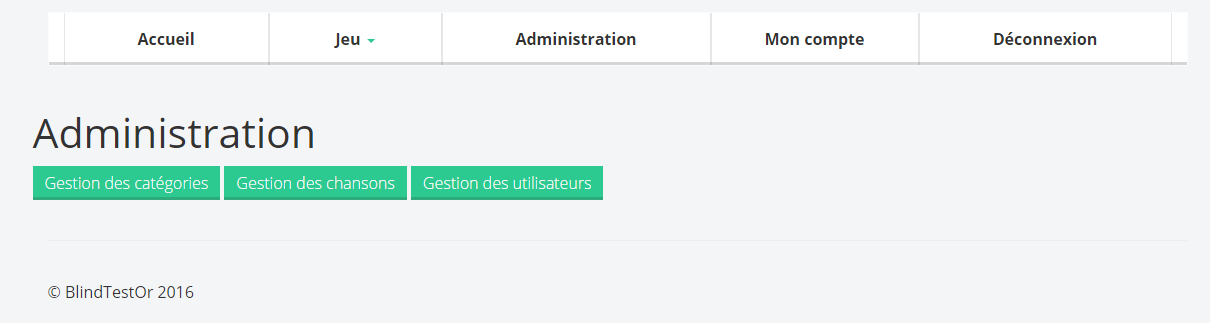 Accueil Jeu Administration Mon compte Déconnexion
Administration
Gestion des catégories Gestion des chansons Gestion des utilisateurs
© BlindTestOr 2016